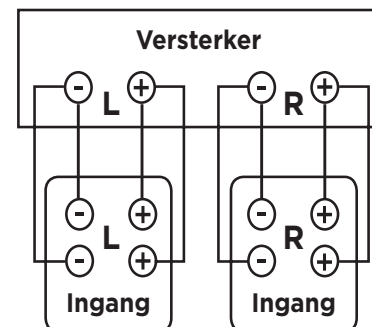 Versterker
- L + - R +
- L + - R +
- + - +
Ingang Ingang